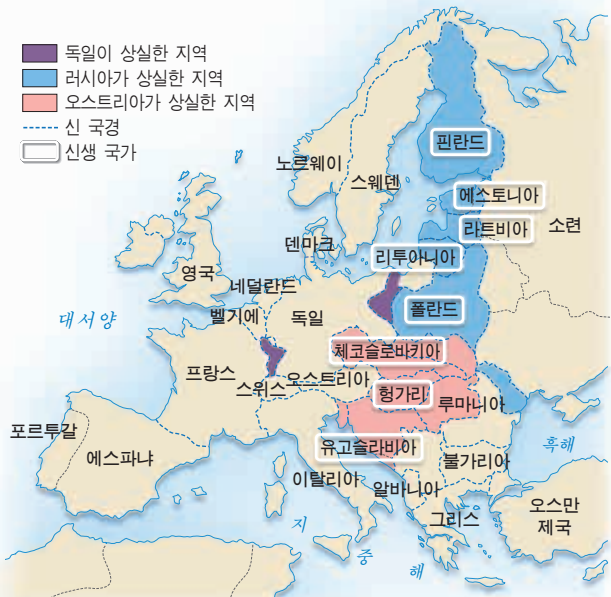 독일이 상실한 지역
러시아가 상실한 지역
오스트리아가 상실한 지역
신 국경
신생 국가
핀란드
노르웨이
스웨덴
에스토니아
라트비아
소련
덴마크
리투아니아
영국
네덜란드
대서양
벨기에
독일
폴란드
체코슬로바키아
프랑스
스위스
오스트리아
헝가리
루마니아
포르투갈
에스파냐
유고슬라비아
불가리아
흑해
이탈리아
알바니아
오스만
제국
그리스
지
중
해